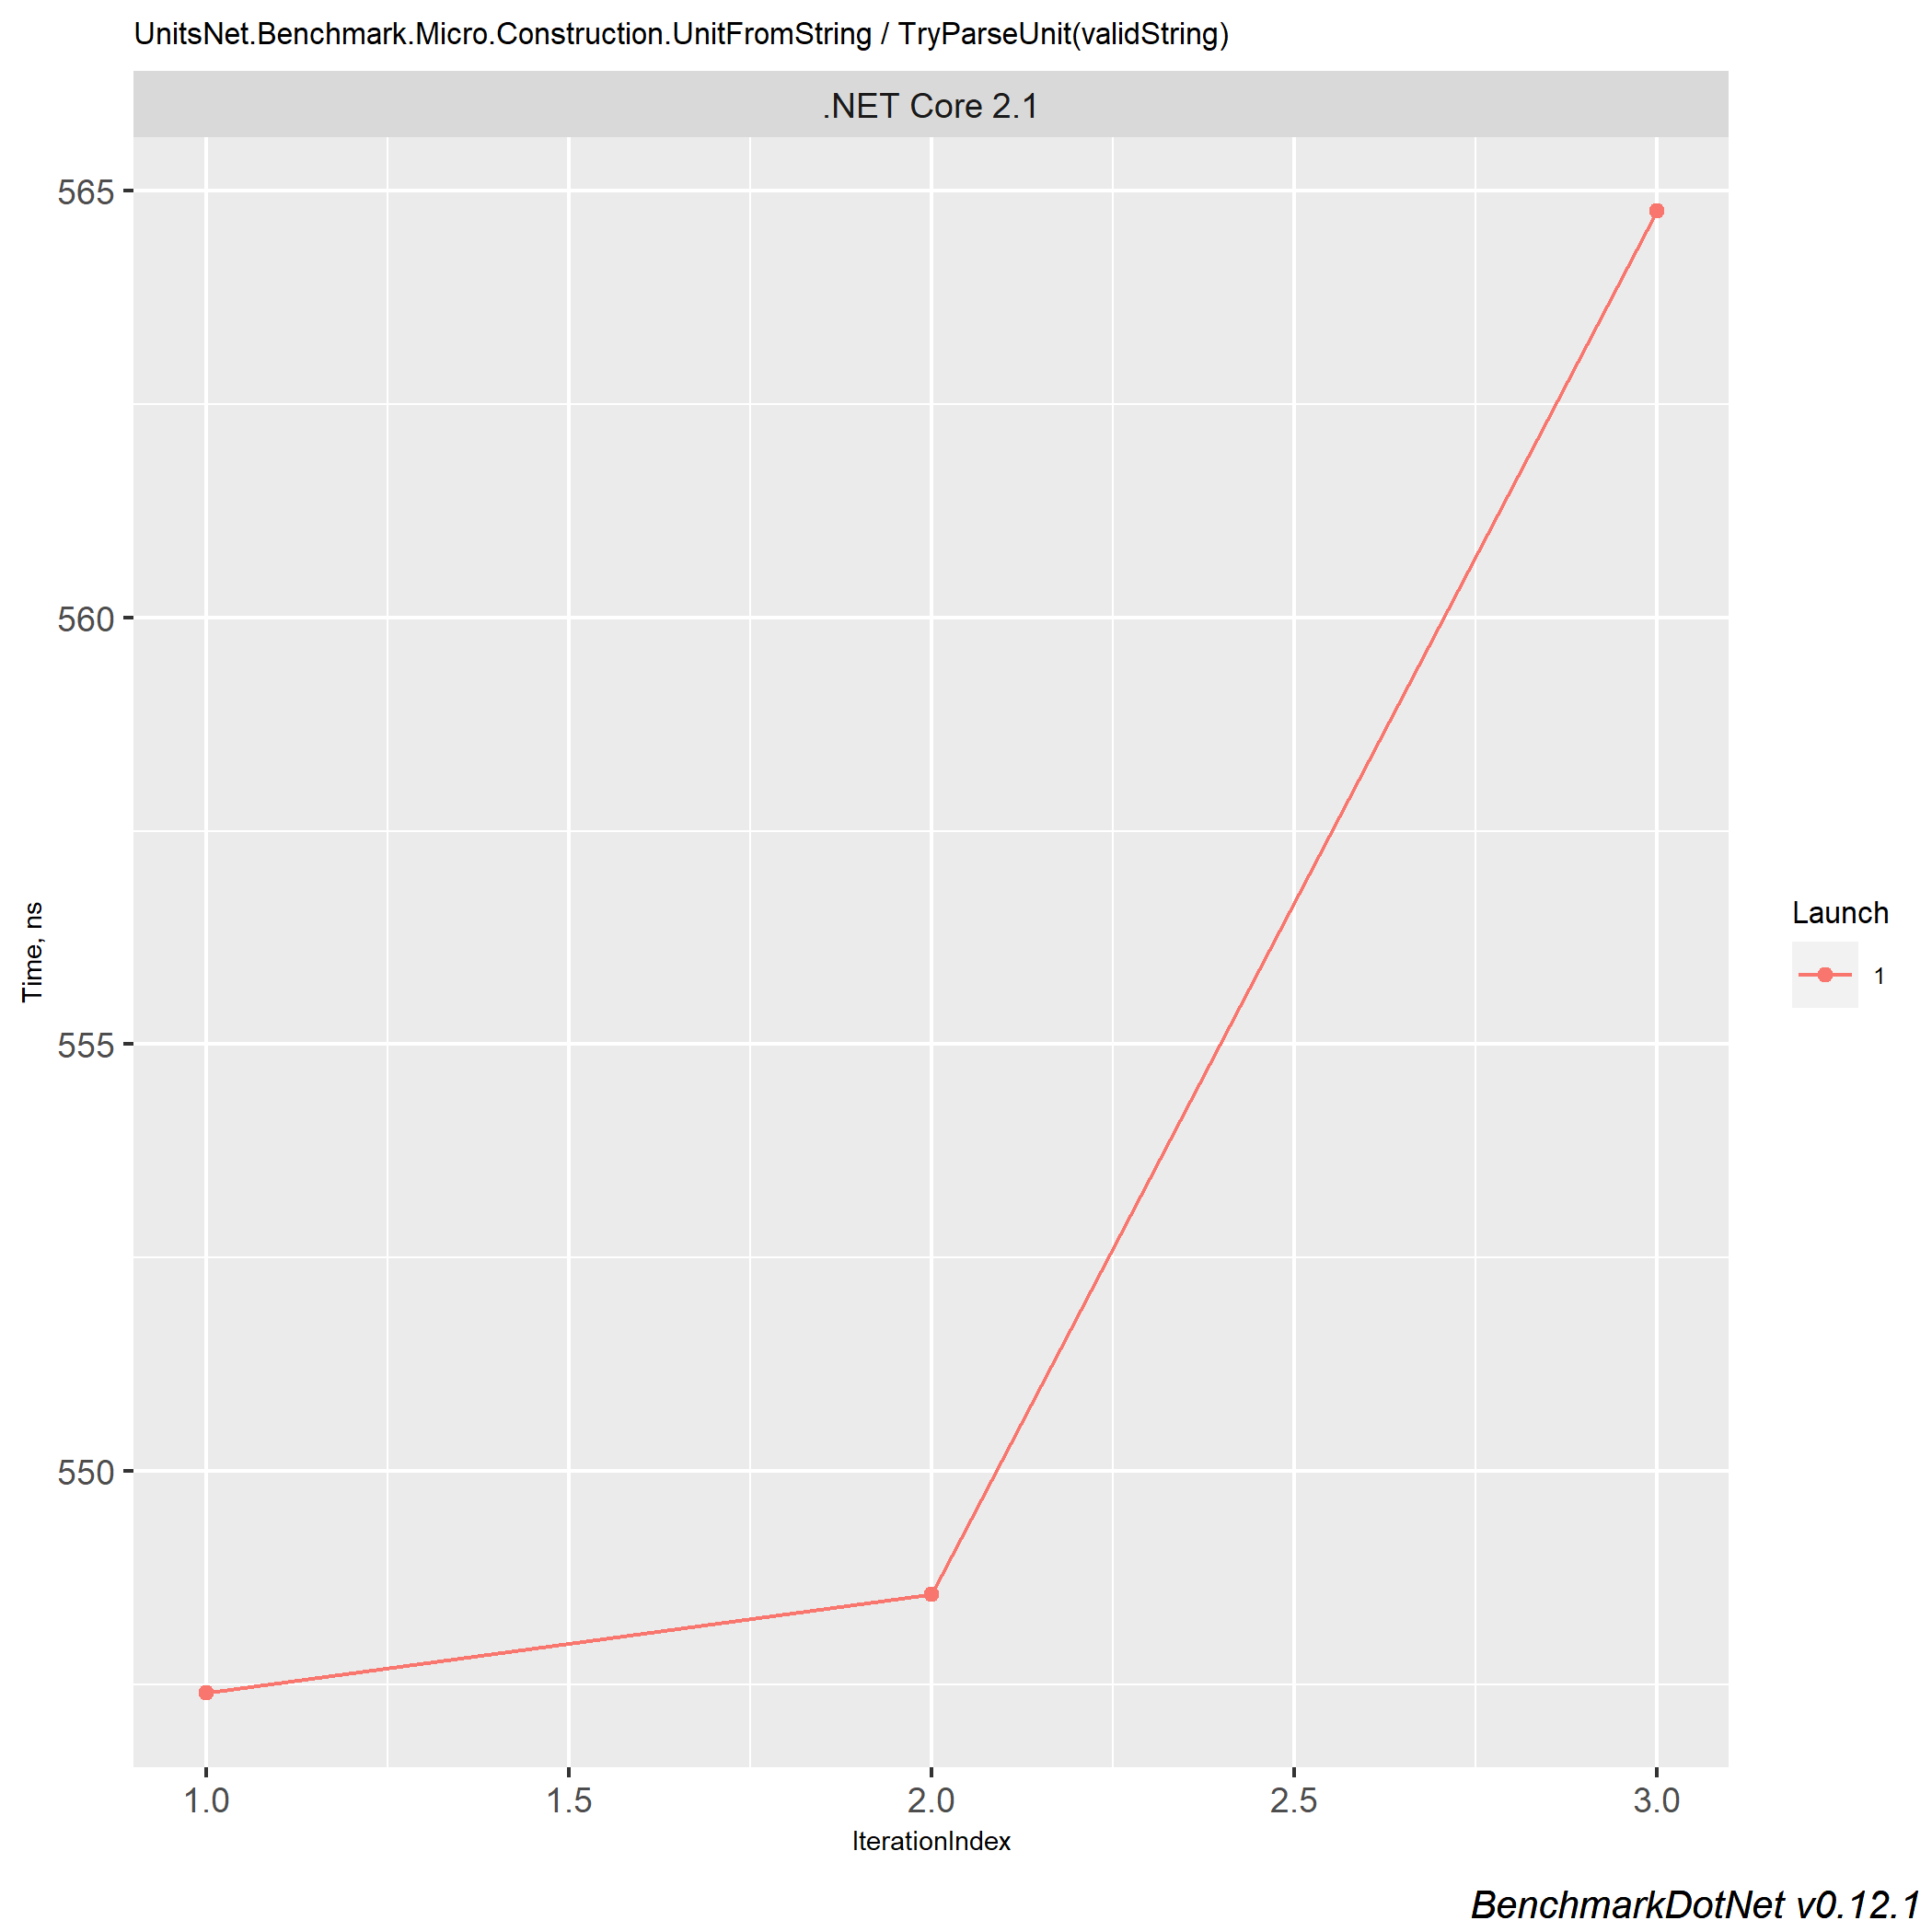 UnitsNet.Benchmark.Micro.Construction.UnitFromString / TryParseUnit(validString)
.NET Core 2.1
565
560
555
550
Time, ns
1.0 1.5 2.0 2.5 3.0
IterationIndex
Launch
1
BenchmarkDotNet v0.12.1